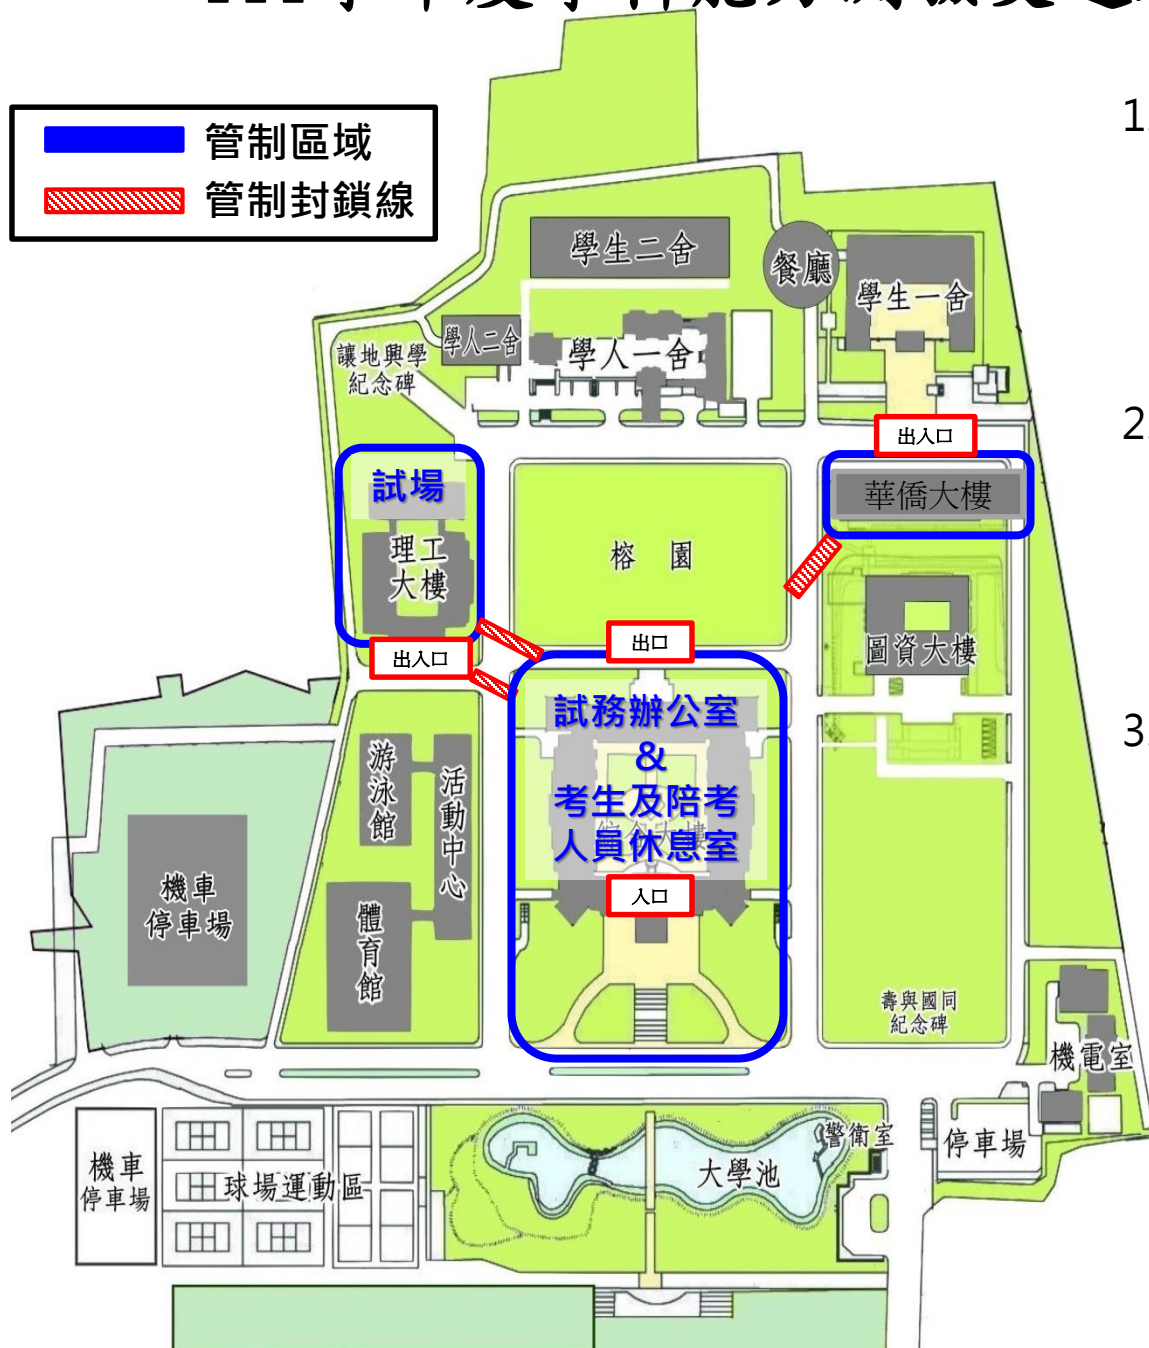 管制區域
管制封鎖線
1.
學生二舍
餐廳
學生一舍
學人二舍
學人一舍
讓地興學
紀念碑
2.
出入口
試場
華僑大樓
理工
大樓
榕園
出口
圖資大樓
出入口
試務辦公室
&
考生及陪考
人員休息室
綜合大樓
3.
游泳館
活動中心
機車
停車場
體育館
入口
壽與國同
紀念碑
機電室
警衛室
停車場
機車
停車場
球場運動區
大學池